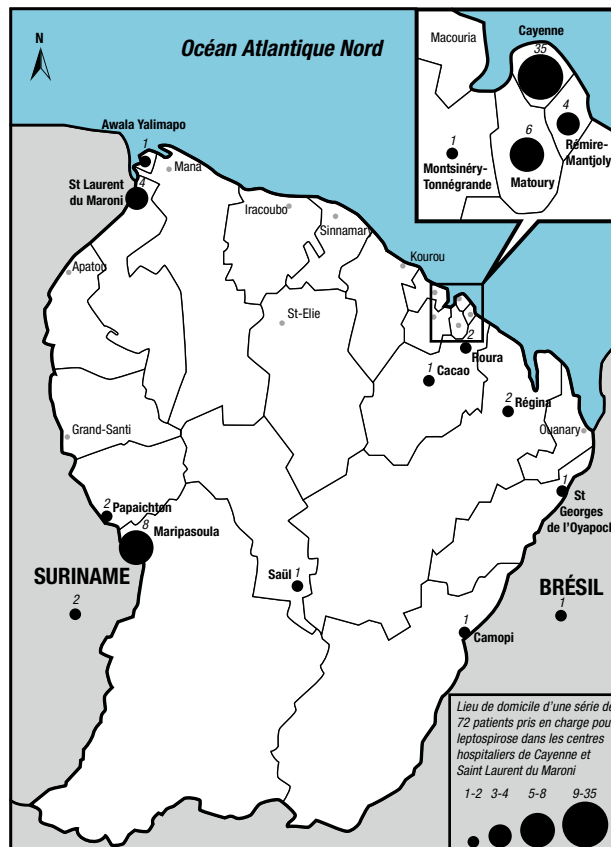 N
Océan Atlantique Nord
Macouria
Cayenne
35
4
Rémire-
Mantjoly
6
Matoury
1
Montsinéry-
Tonnégrande
Awala Yalimapo
1
Mana
4
St Laurent
du Maroni
Iracoubo
Sinnamary
Kourou
Apatou
St-Elie
2
Roura
1
Cacao
2
Régina
Ouanary
Grand-Santi
1
St
Georges
de l'Oyapock
2
Papaichton
8
Maripasoula
SURINAME
2
Saül
1
BRÉSIL
1
1
Camopi
Lieu de domicile d'une série de
72 patients pris en charge pour
leptospirose dans les centres
hospitaliers de Cayenne et
Saint Laurent du Maroni
1-2 3-4 5-8 9-35